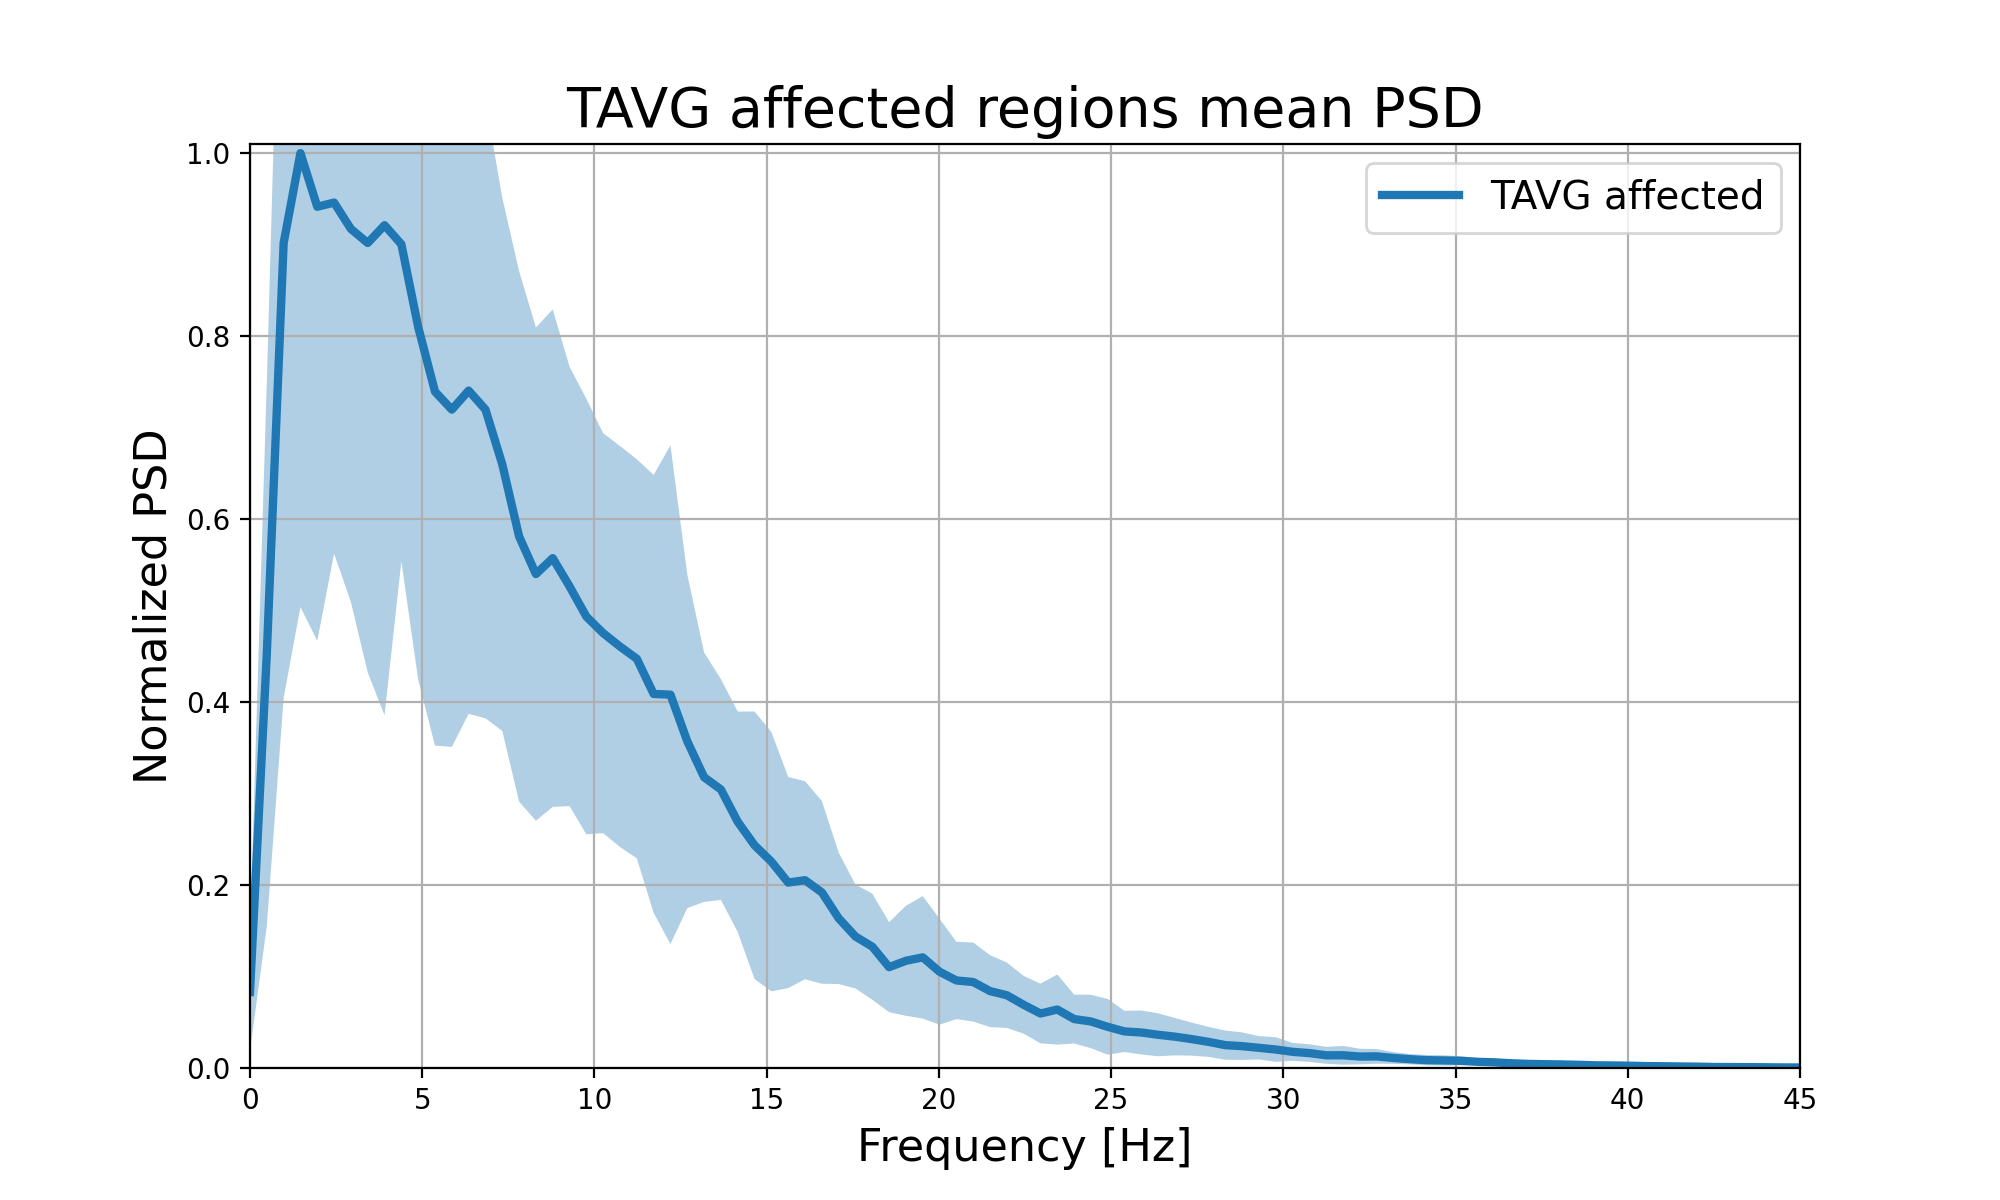 TAVG affected regions mean PSD
TAVG affected
Normalized PSD
1.0
0.8
0.6
0.4
0.2
0.0
0 5 10 15 20 25 30 35 40 45
Frequency [Hz]